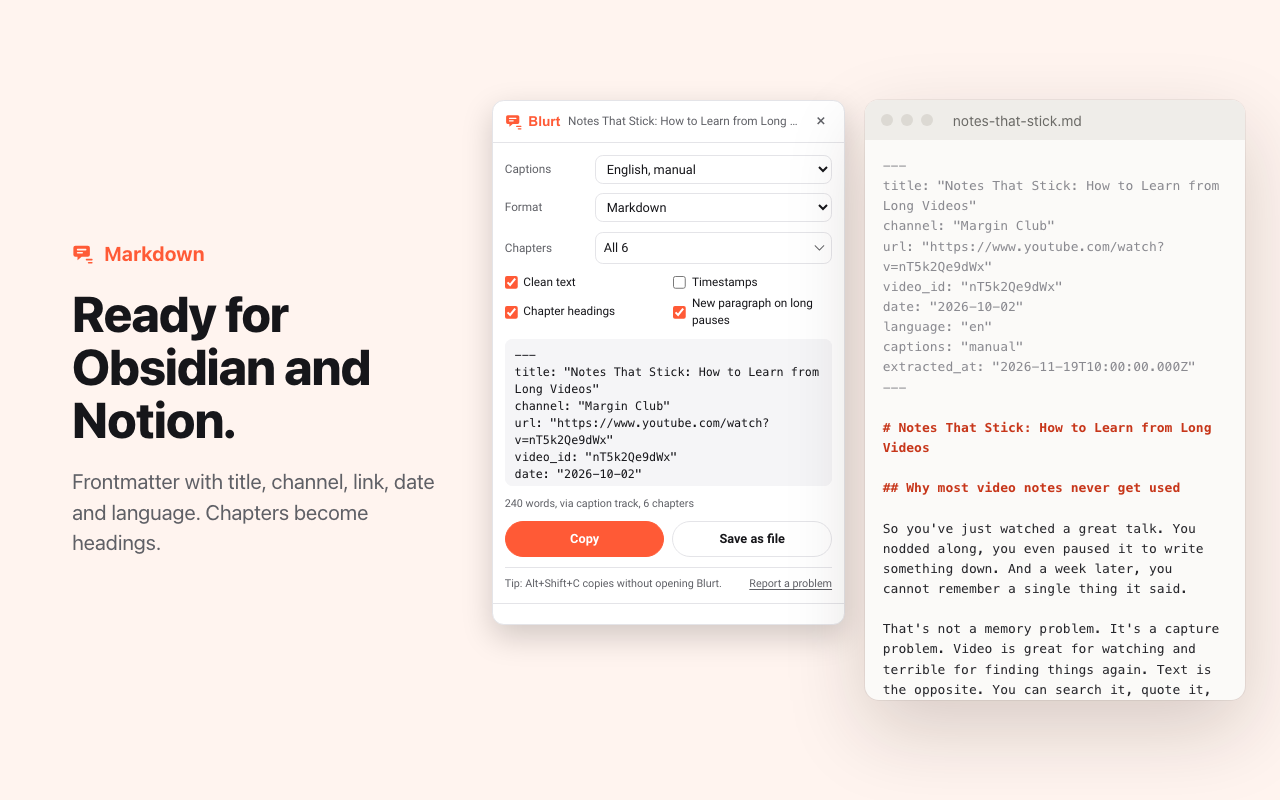 Markdown
Ready for
Obsidian and
Notion.
Frontmatter with title, channel, link, date
and language. Chapters become
headings.
Blurt Notes That Stick: How to Learn from Long ... ×
Captions English, manual
Format Markdown
Chapters All 6
Clean text Timestamps
Chapter headings New paragraph on long
pauses
---
title: "Notes That Stick: How to Learn from
Long Videos"
channel: "Margin Club"
url: "https://www.youtube.com/watch?
v=nT5k2Qe9dWx"
video_id: "nT5k2Qe9dWx"
date: "2026-10-02"
240 words, via caption track, 6 chapters
Copy Save as file
Tip: Alt+Shift+C copies without opening Blurt. Report a problem
notes-that-stick.md
---
title: "Notes That Stick: How to Learn from
Long Videos"
channel: "Margin Club"
url: "https://www.youtube.com/watch?
v=nT5k2Qe9dWx"
video_id: "nT5k2Qe9dWx"
date: "2026-10-02"
language: "en"
captions: "manual"
extracted_at: "2026-11-19T10:00:00.000Z"
---
# Notes That Stick: How to Learn from Long
Videos
## Why most video notes never get used
So you've just watched a great talk. You
nodded along, you even paused it to write
something down. And a week later, you
cannot remember a single thing it said.
That's not a memory problem. It's a capture
problem. Video is great for watching and
terrible for finding things again. Text is
the opposite. You can search it, quote it,